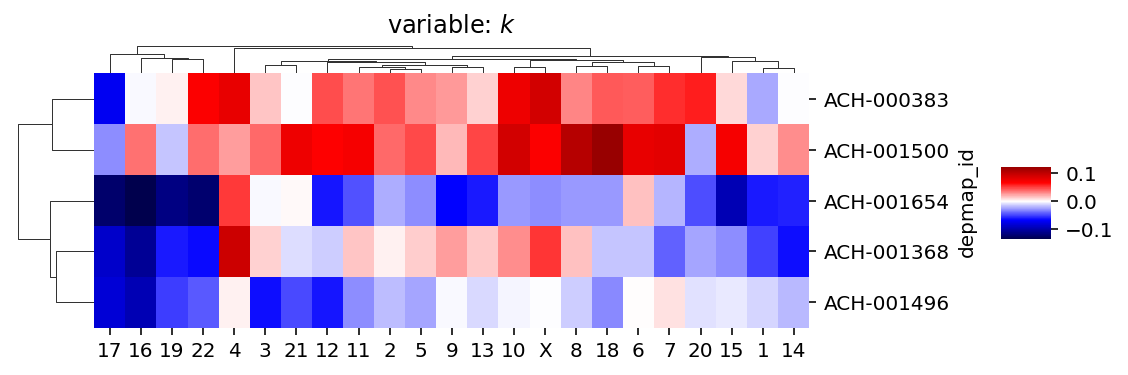 variable: k
ACH-000383
ACH-001500
ACH-001654
ACH-001368
ACH-001496
depmap_id
0.1
0.0
−0.1
17 16 19 22 4 3 21 12 11 2 5 9 13 10 X 8 18 6 7 20 15 1 14